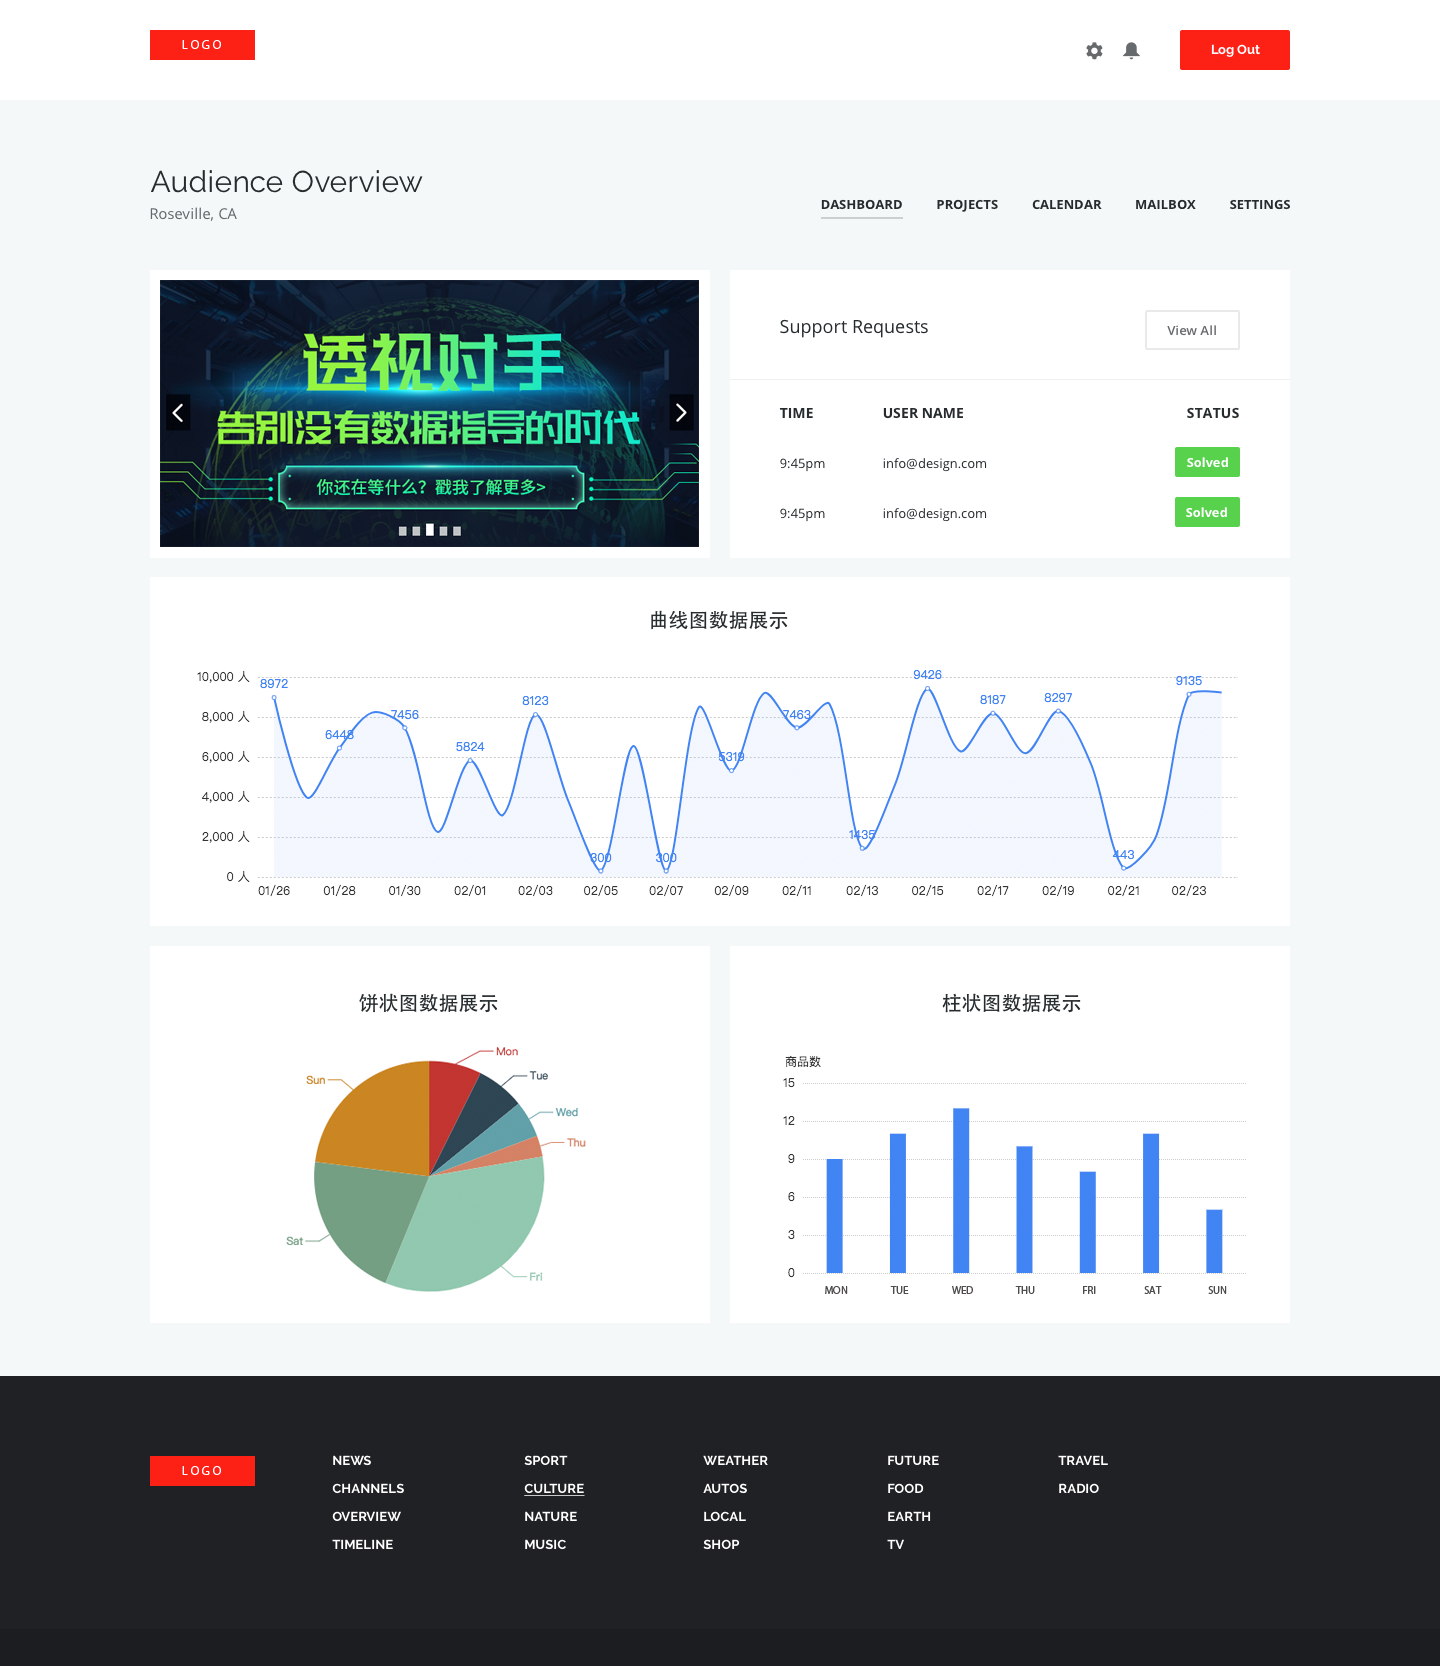 LOGO
Log Out
Audience Overview
Roseville, CA
DASHBOARD PROJECTS CALENDAR MAILBOX SETTINGS
透视对手
告别没有数据指导的时代
你还在等什么？戳我了解更多>
Support Requests
View All
TIME USER NAME STATUS
9:45pm info@design.com Solved
9:45pm info@design.com Solved
曲线图数据展示
10,000 人
8,000 人
6,000 人
4,000 人
2,000 人
0 人
8972
6448
7456
5824
8123
300
300
5319
7463
1435
9426
8187
8297
443
9135
01/26 01/28 01/30 02/01 02/03 02/05 02/07 02/09 02/11 02/13 02/15 02/17 02/19 02/21 02/23
饼状图数据展示
Mon
Tue
Wed
Thu
Fri
Sat
Sun
柱状图数据展示
商品数
15
12
9
6
3
0
MON TUE WED THU FRI SAT SUN
LOGO
NEWS SPORT WEATHER FUTURE TRAVEL
CHANNELS CULTURE AUTOS FOOD RADIO
OVERVIEW NATURE LOCAL EARTH
TIMELINE MUSIC SHOP TV